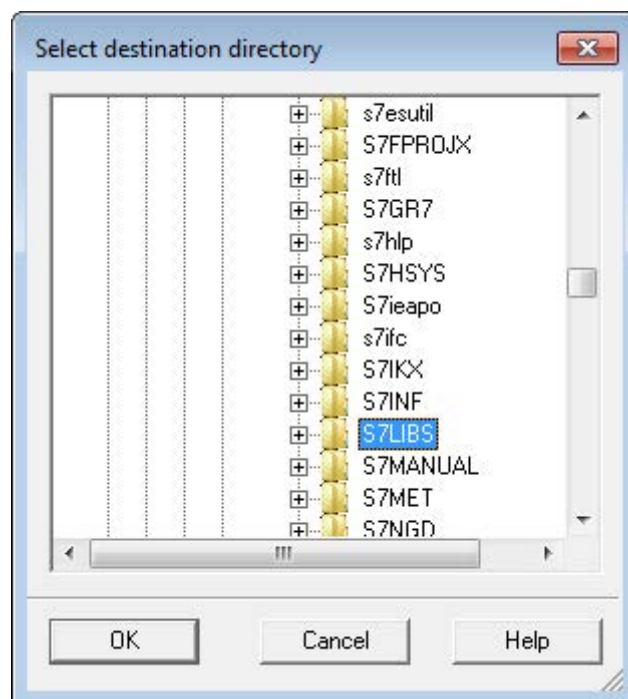 Select destination directory
s7esutil
S7FPROJX
s7ftl
S7GR7
s7hlp
S7HSYS
S7ieapo
s7ifc
S7IKX
S7INF
S7LIBS
S7MANUAL
S7MET
S7NGD
OK Cancel Help